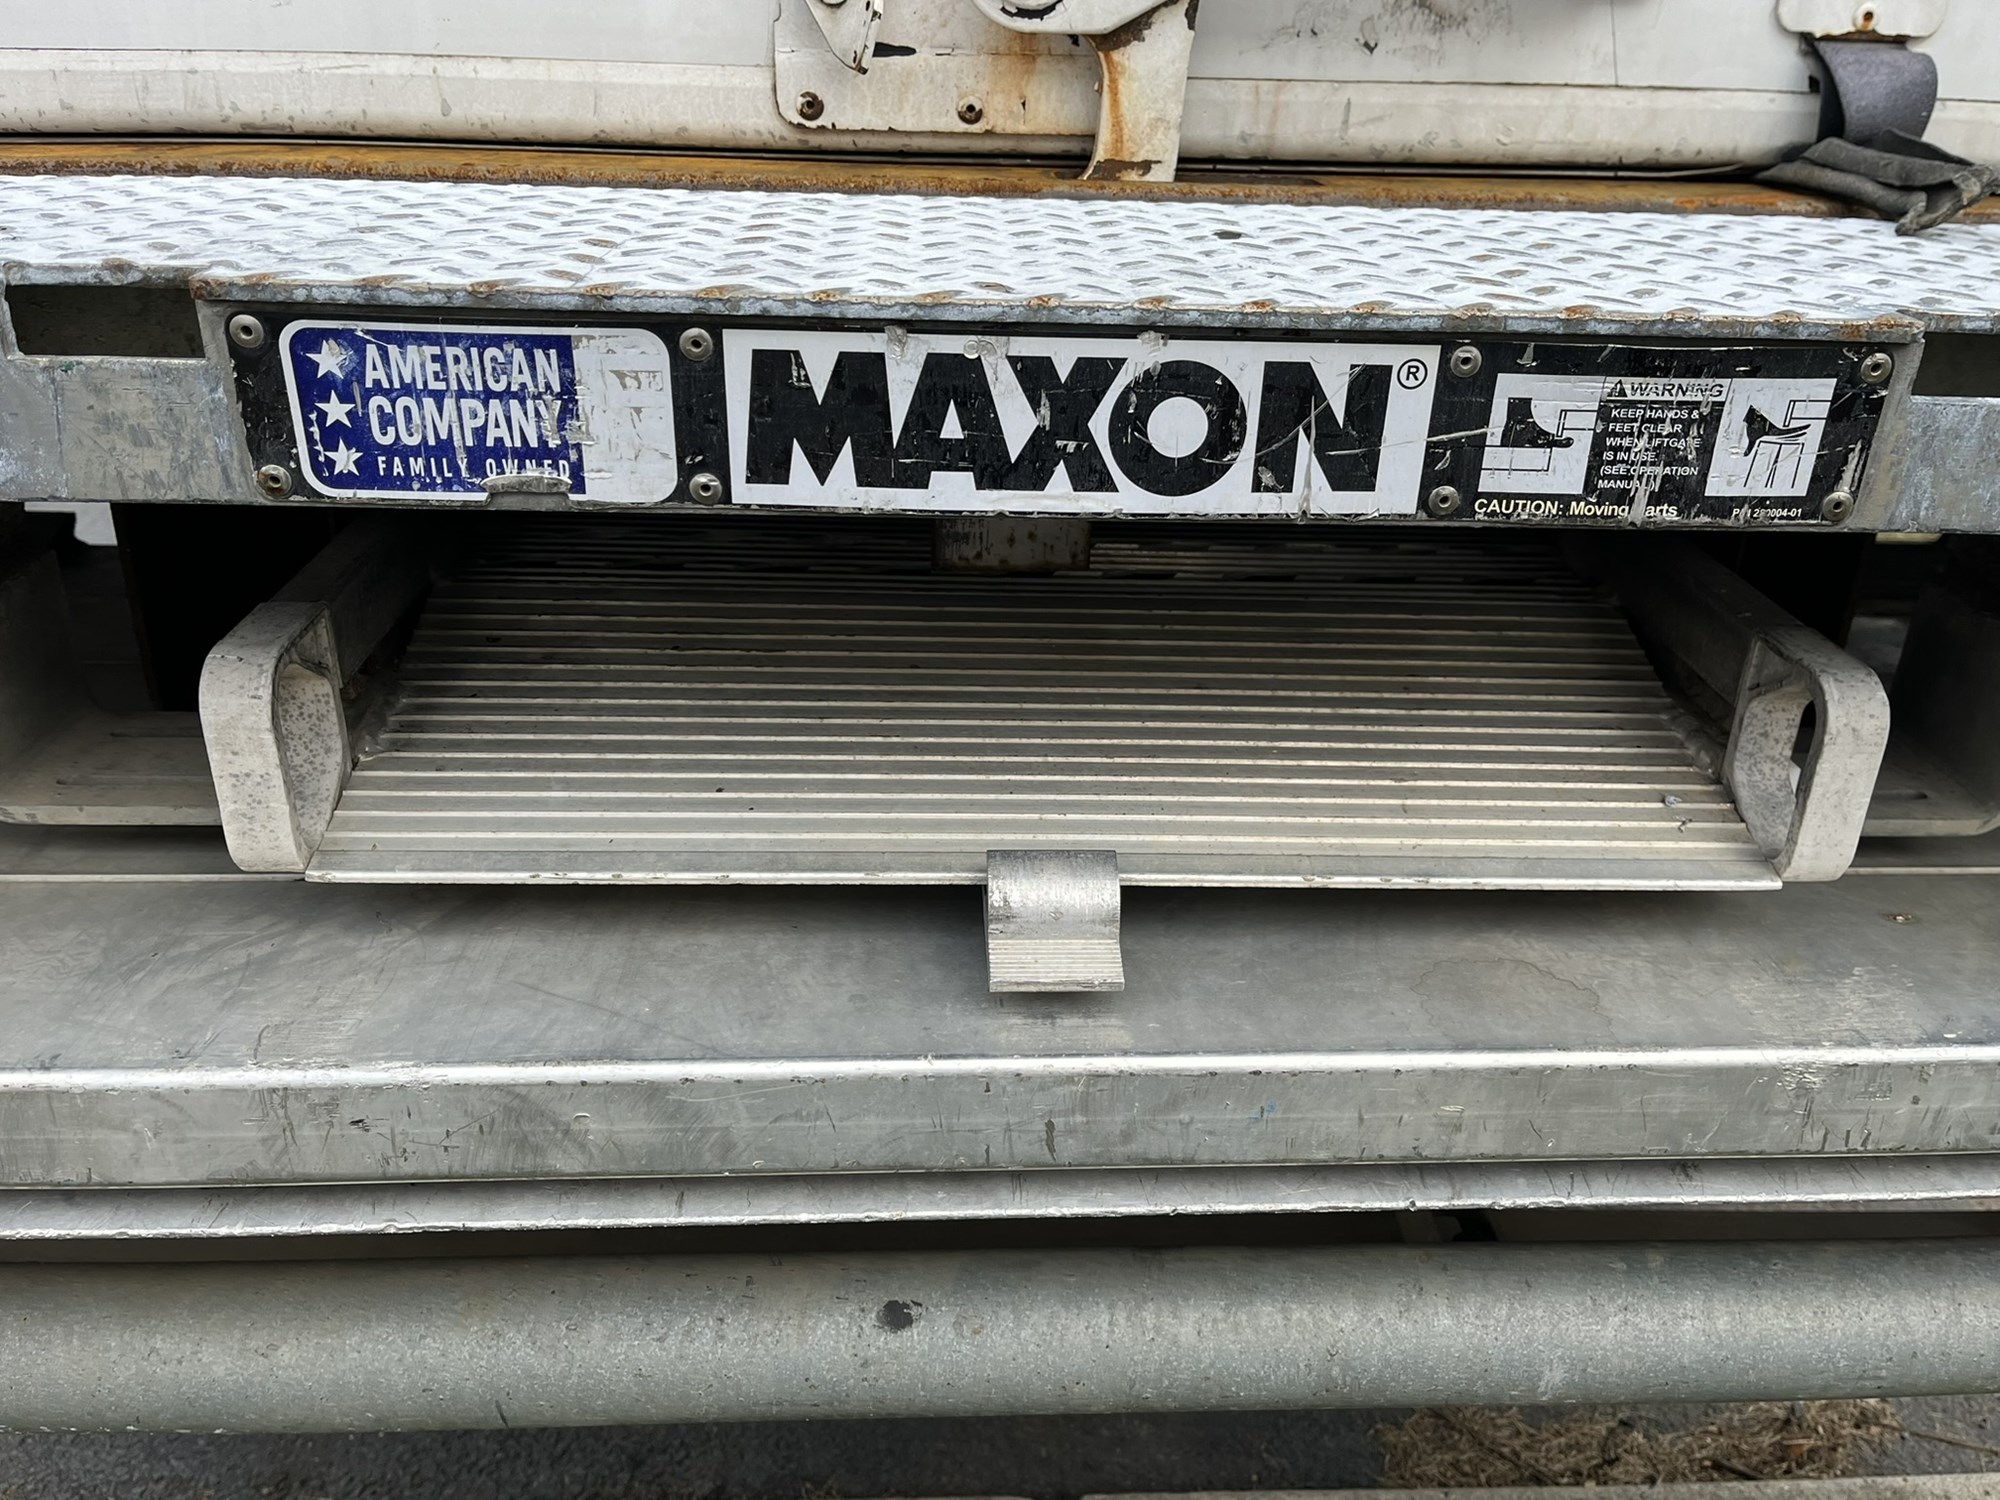 AMERICAN
COMPANY
FAMILY OWNED
MAXON®
⚠ WARNING
KEEP HANDS &
FEET CLEAR
WHEN LIFTGATE
IS IN USE.
(SEE OPERATION
MANUAL)
CAUTION: Moving Parts